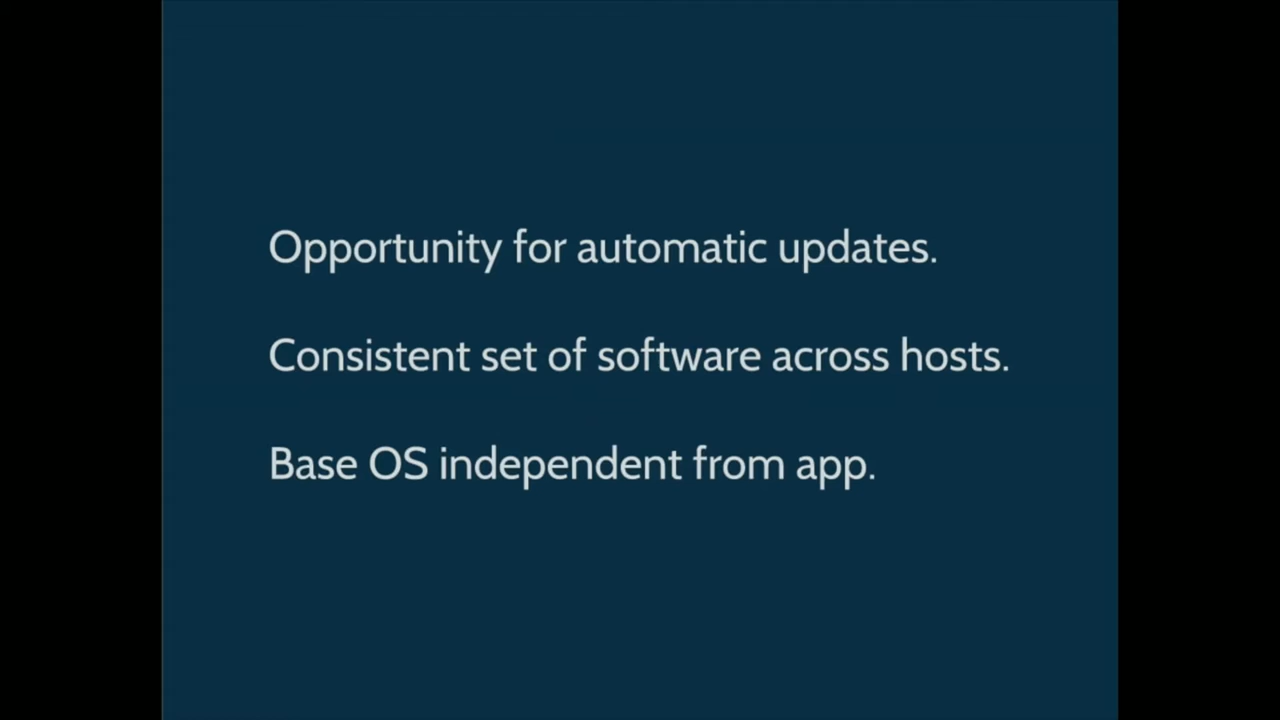 Opportunity for automatic updates.
Consistent set of software across hosts.
Base OS independent from app.